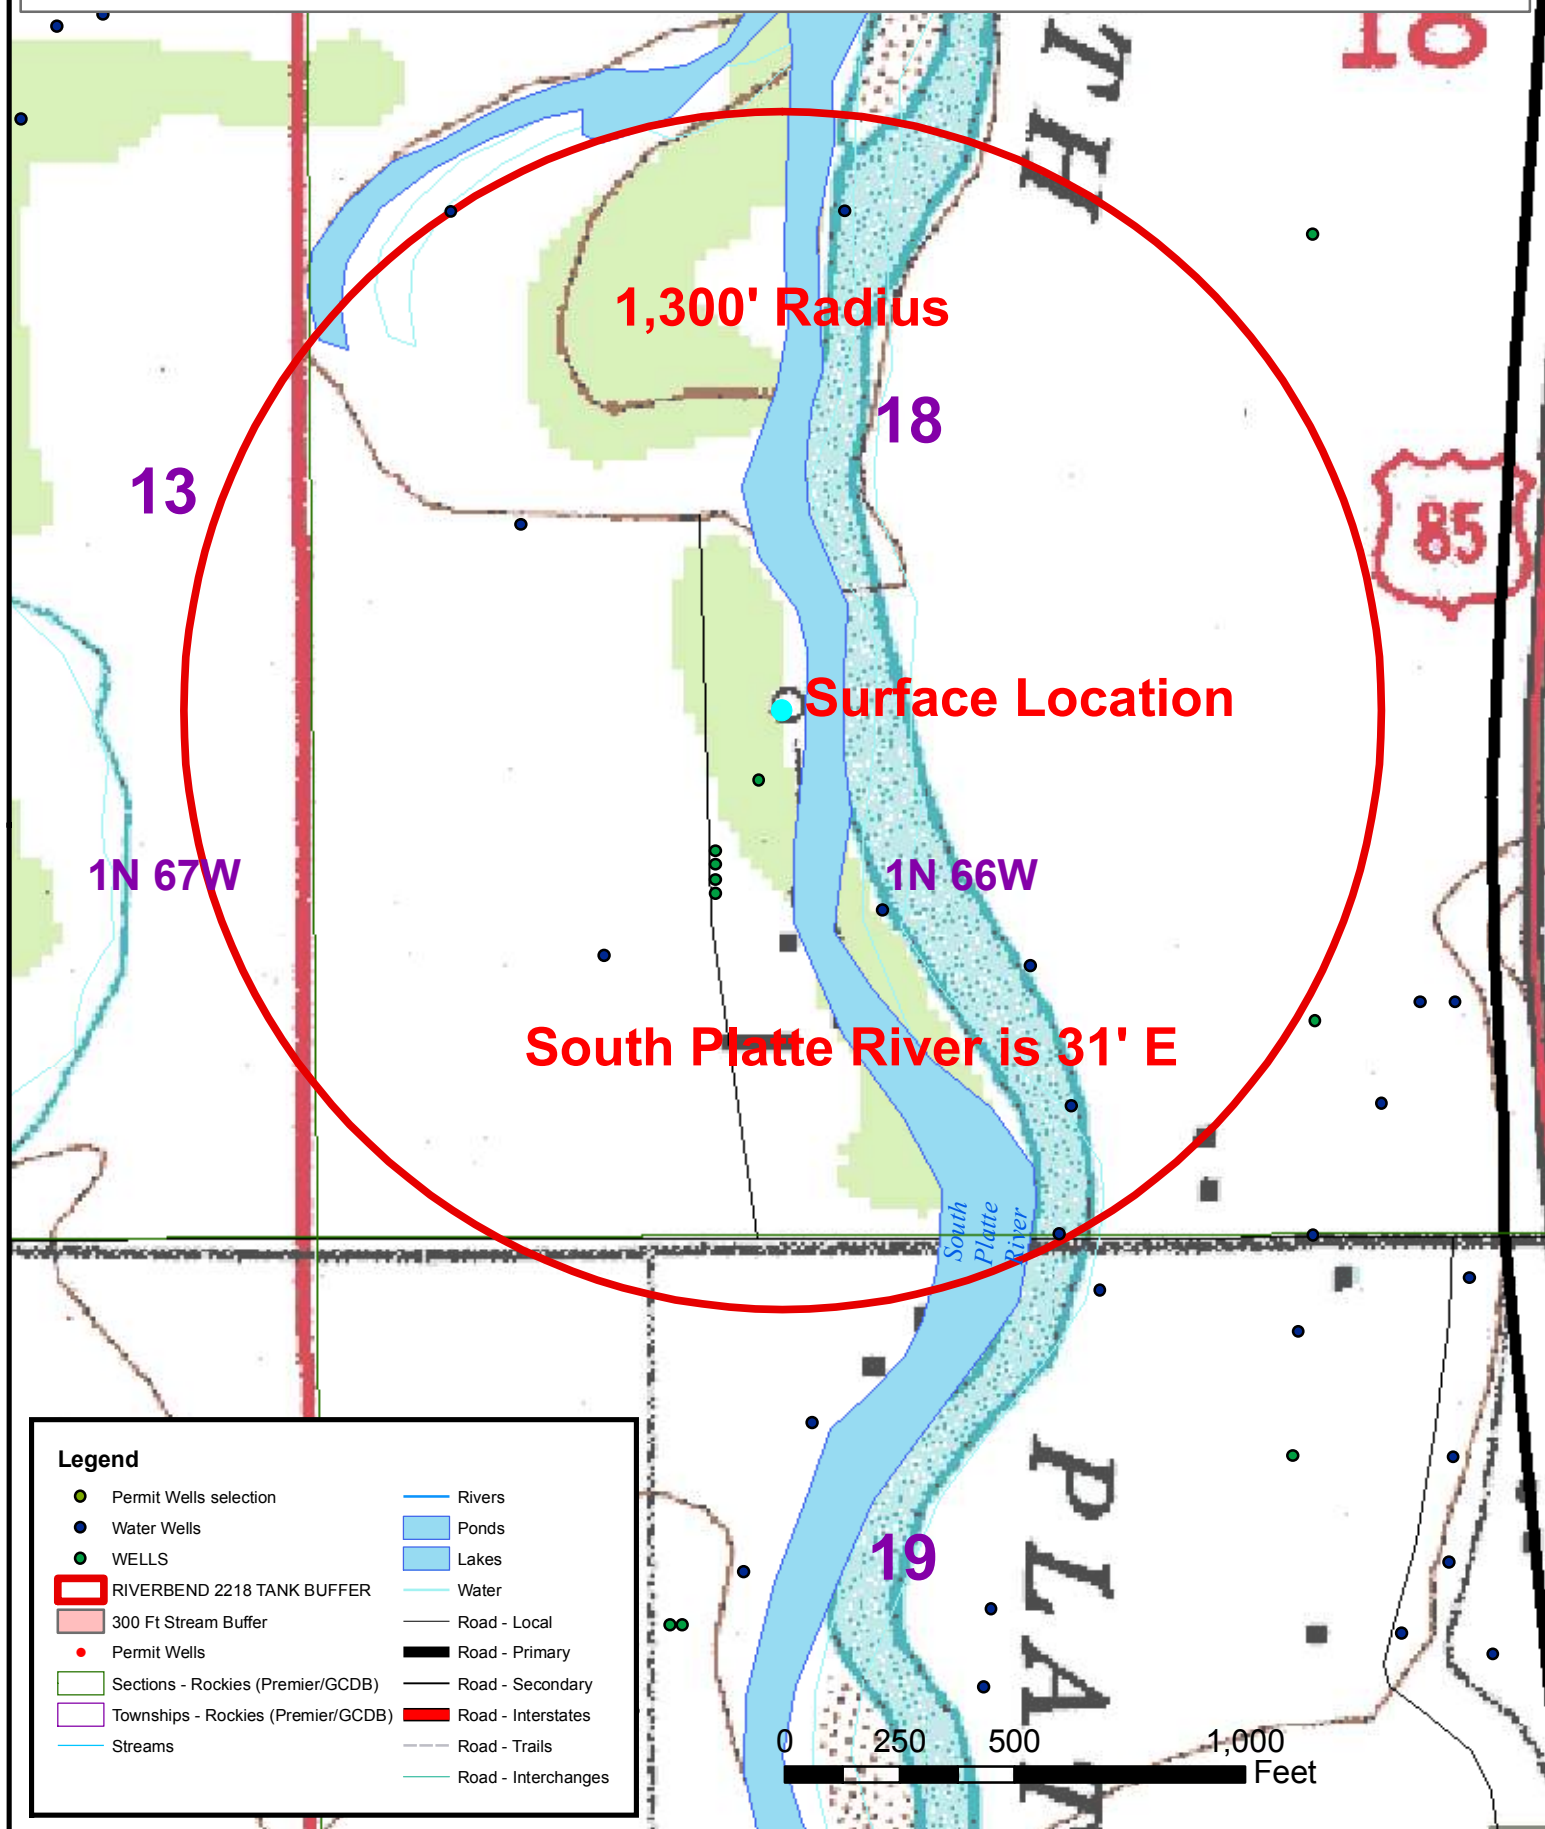 TH
18
1,300' Radius
18
13
85
Surface Location
1N 67W
1N 66W
South Platte River is 31' E
South
Platte
River
PLA
19
Legend
Permit Wells selection
Water Wells
WELLS
RIVERBEND 2218 TANK BUFFER
300 Ft Stream Buffer
Permit Wells
Sections - Rockies (Premier/GCDB)
Townships - Rockies (Premier/GCDB)
Streams
Rivers
Ponds
Lakes
Water
Road - Local
Road - Primary
Road - Secondary
Road - Interstates
Road - Trails
Road - Interchanges
0 250 500 1,000
Feet